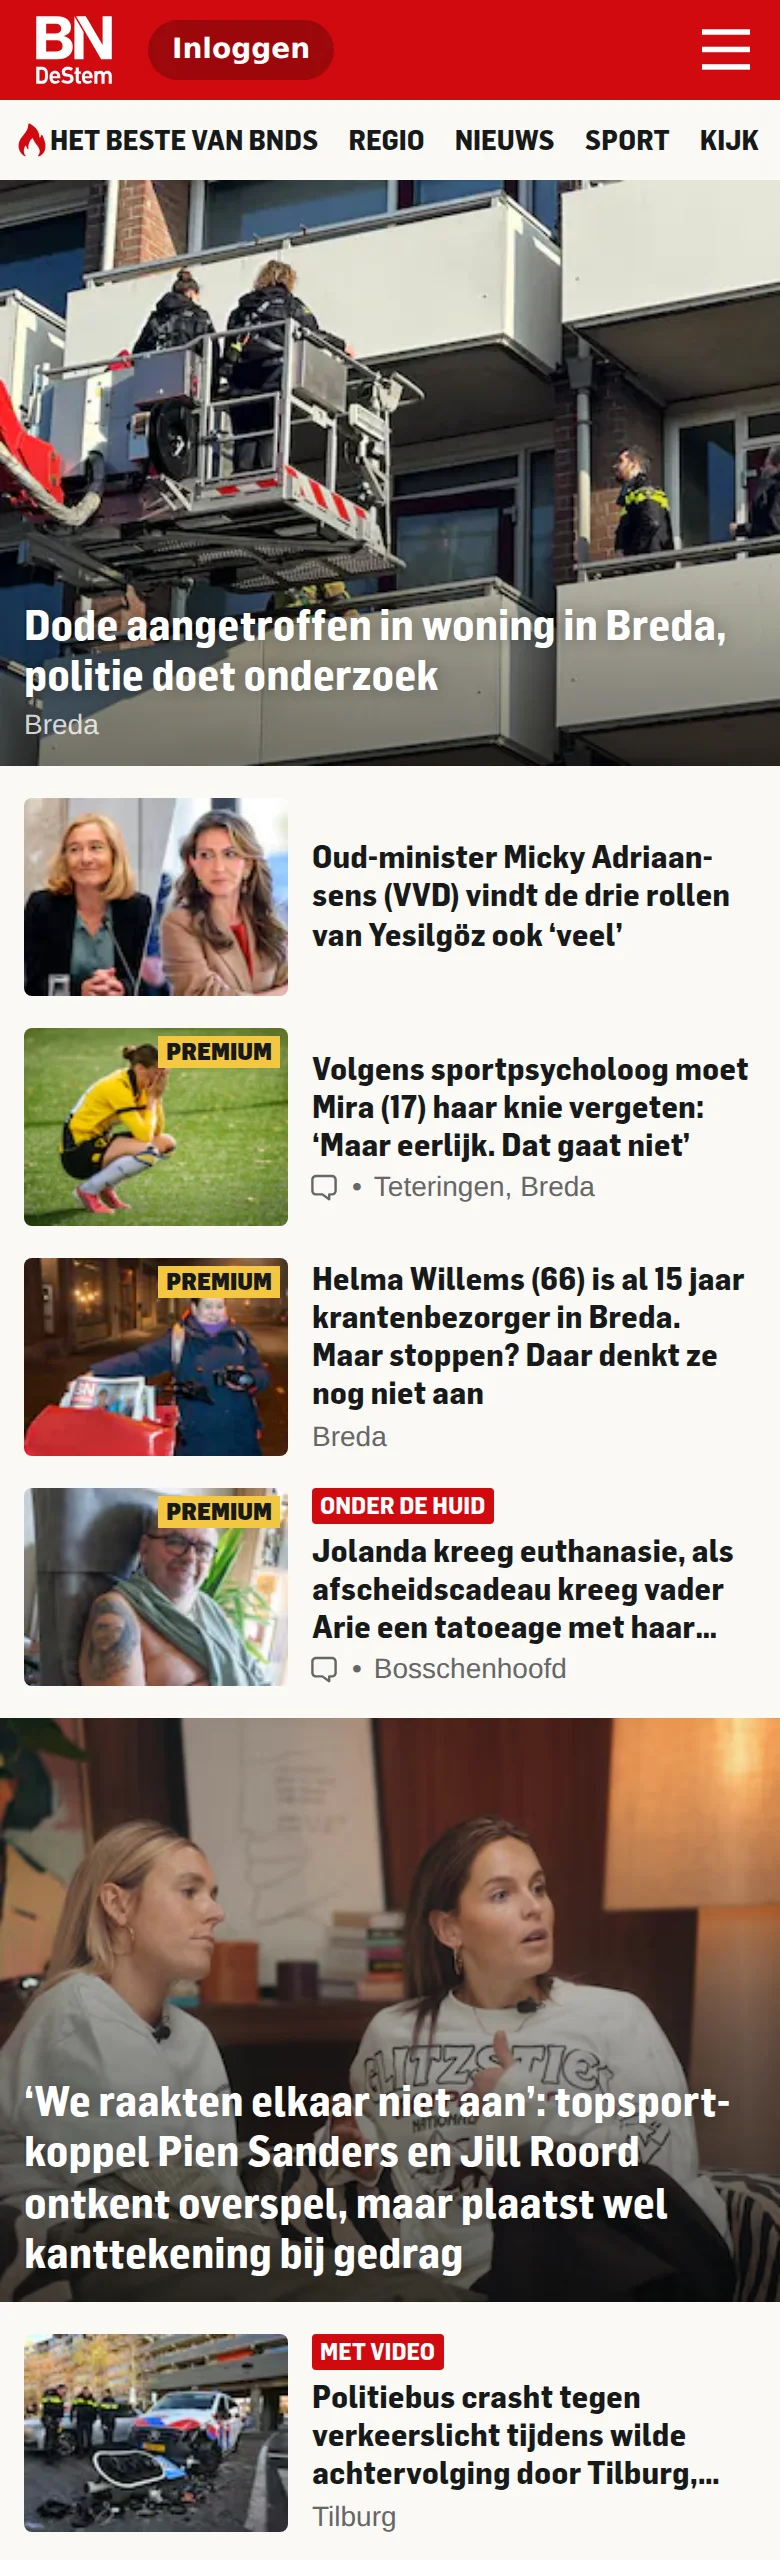 BN
DeStem
Inloggen
HET BESTE VAN BNDS REGIO NIEUWS SPORT KIJK
Dode aangetroffen in woning in Breda,
politie doet onderzoek
Breda
Oud-minister Micky Adriaan-
sens (VVD) vindt de drie rollen
van Yesilgöz ook ‘veel’
PREMIUM
Volgens sportpsycholoog moet
Mira (17) haar knie vergeten:
‘Maar eerlijk. Dat gaat niet’
• Teteringen, Breda
PREMIUM
Helma Willems (66) is al 15 jaar
krantenbezorger in Breda.
Maar stoppen? Daar denkt ze
nog niet aan
Breda
PREMIUM
ONDER DE HUID
Jolanda kreeg euthanasie, als
afscheidscadeau kreeg vader
Arie een tatoeage met haar...
• Bosschenhoofd
‘We raakten elkaar niet aan’: topsport-
koppel Pien Sanders en Jill Roord
ontkent overspel, maar plaatst wel
kanttekening bij gedrag
MET VIDEO
Politiebus crasht tegen
verkeerslicht tijdens wilde
achtervolging door Tilburg,...
Tilburg